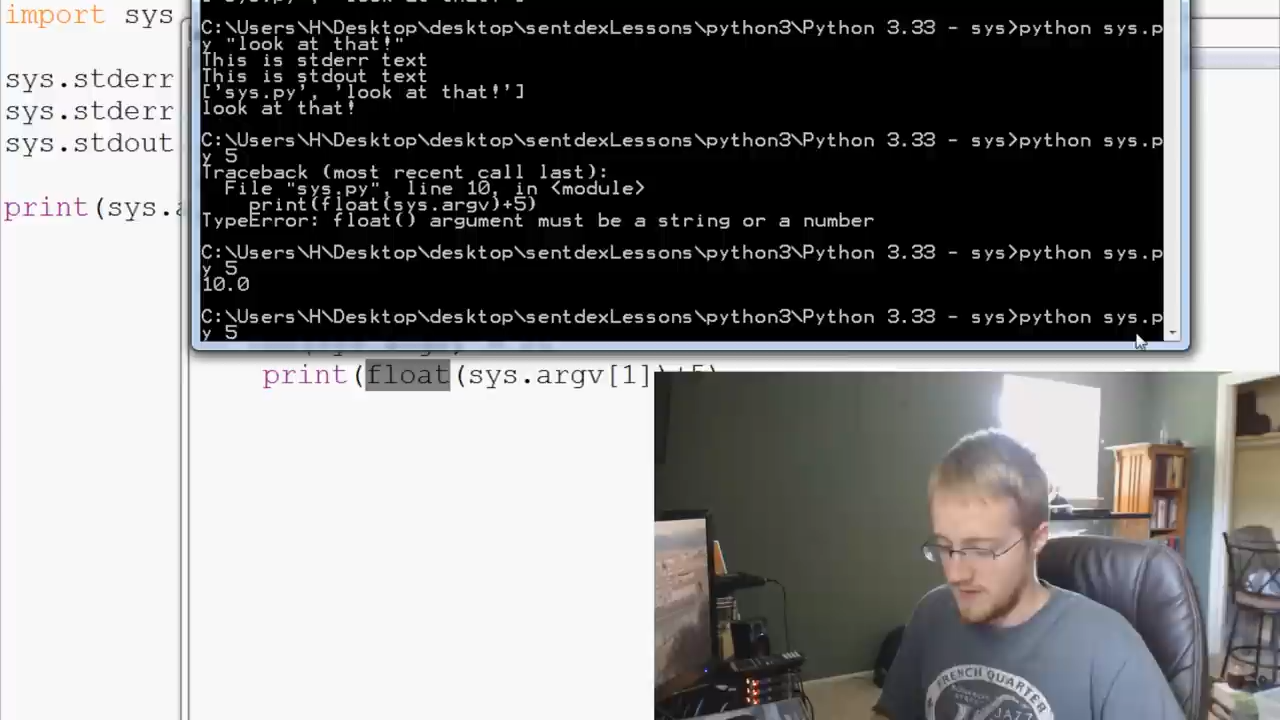 import sys
sys.stderr
sys.stderr
sys.stdout
print(sys.a
C:\Users\H\Desktop\desktop\sentdexLessons\python3\Python 3.33 - sys>python sys.p
y "look at that!"
This is stderr text
This is stdout text
['sys.py', 'look at that!']
look at that!
C:\Users\H\Desktop\desktop\sentdexLessons\python3\Python 3.33 - sys>python sys.p
y 5
Traceback (most recent call last):
  File "sys.py", line 10, in <module>
    print(float(sys.argv)+5)
TypeError: float() argument must be a string or a number
C:\Users\H\Desktop\desktop\sentdexLessons\python3\Python 3.33 - sys>python sys.p
y 5
10.0
C:\Users\H\Desktop\desktop\sentdexLessons\python3\Python 3.33 - sys>python sys.p
y 5
print(float(sys.argv[1])+5)
FRENCH QUARTER
JAZZ